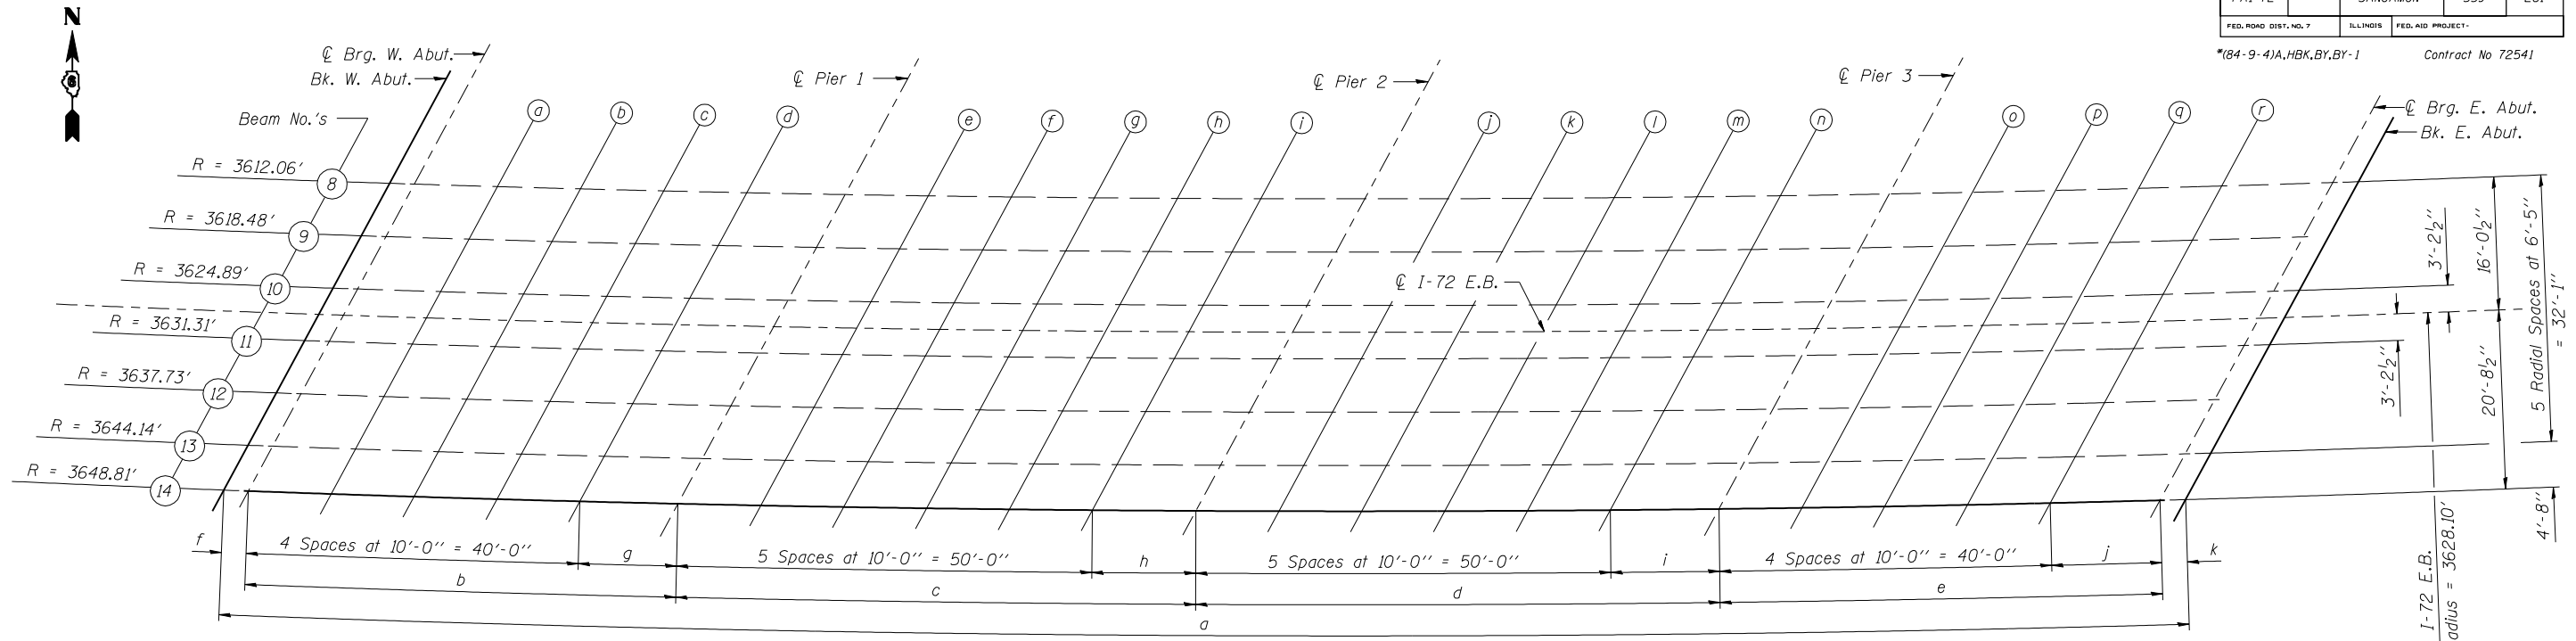 N
6
FED. ROAD DIST. NO. 7 ILLINOIS FED. AID PROJECT-
*(84-9-4)A,HBK,BY,BY-1 Contract No 72541
℄ Brg. W. Abut.
Bk. W. Abut.
Beam No.'s
℄ Pier 1
℄ Pier 2
℄ Pier 3
℄ Brg. E. Abut.
Bk. E. Abut.
a b c d e f g h i j k l m n o p q r
R = 3612.06' 8
R = 3618.48' 9
R = 3624.89' 10
R = 3631.31' 11
R = 3637.73' 12
R = 3644.14' 13
R = 3648.81' 14
℄ I-72 E.B.
3'-2½"
16'-0½"
5 Radial Spaces at 6'-5"
= 32'-1"
3'-2½"
20'-8½"
4'-8"
I-72 E.B.
adius = 3628.10'
f 4 Spaces at 10'-0" = 40'-0" g 5 Spaces at 10'-0" = 50'-0" h 5 Spaces at 10'-0" = 50'-0" i 4 Spaces at 10'-0" = 40'-0" j k
b c d e
a